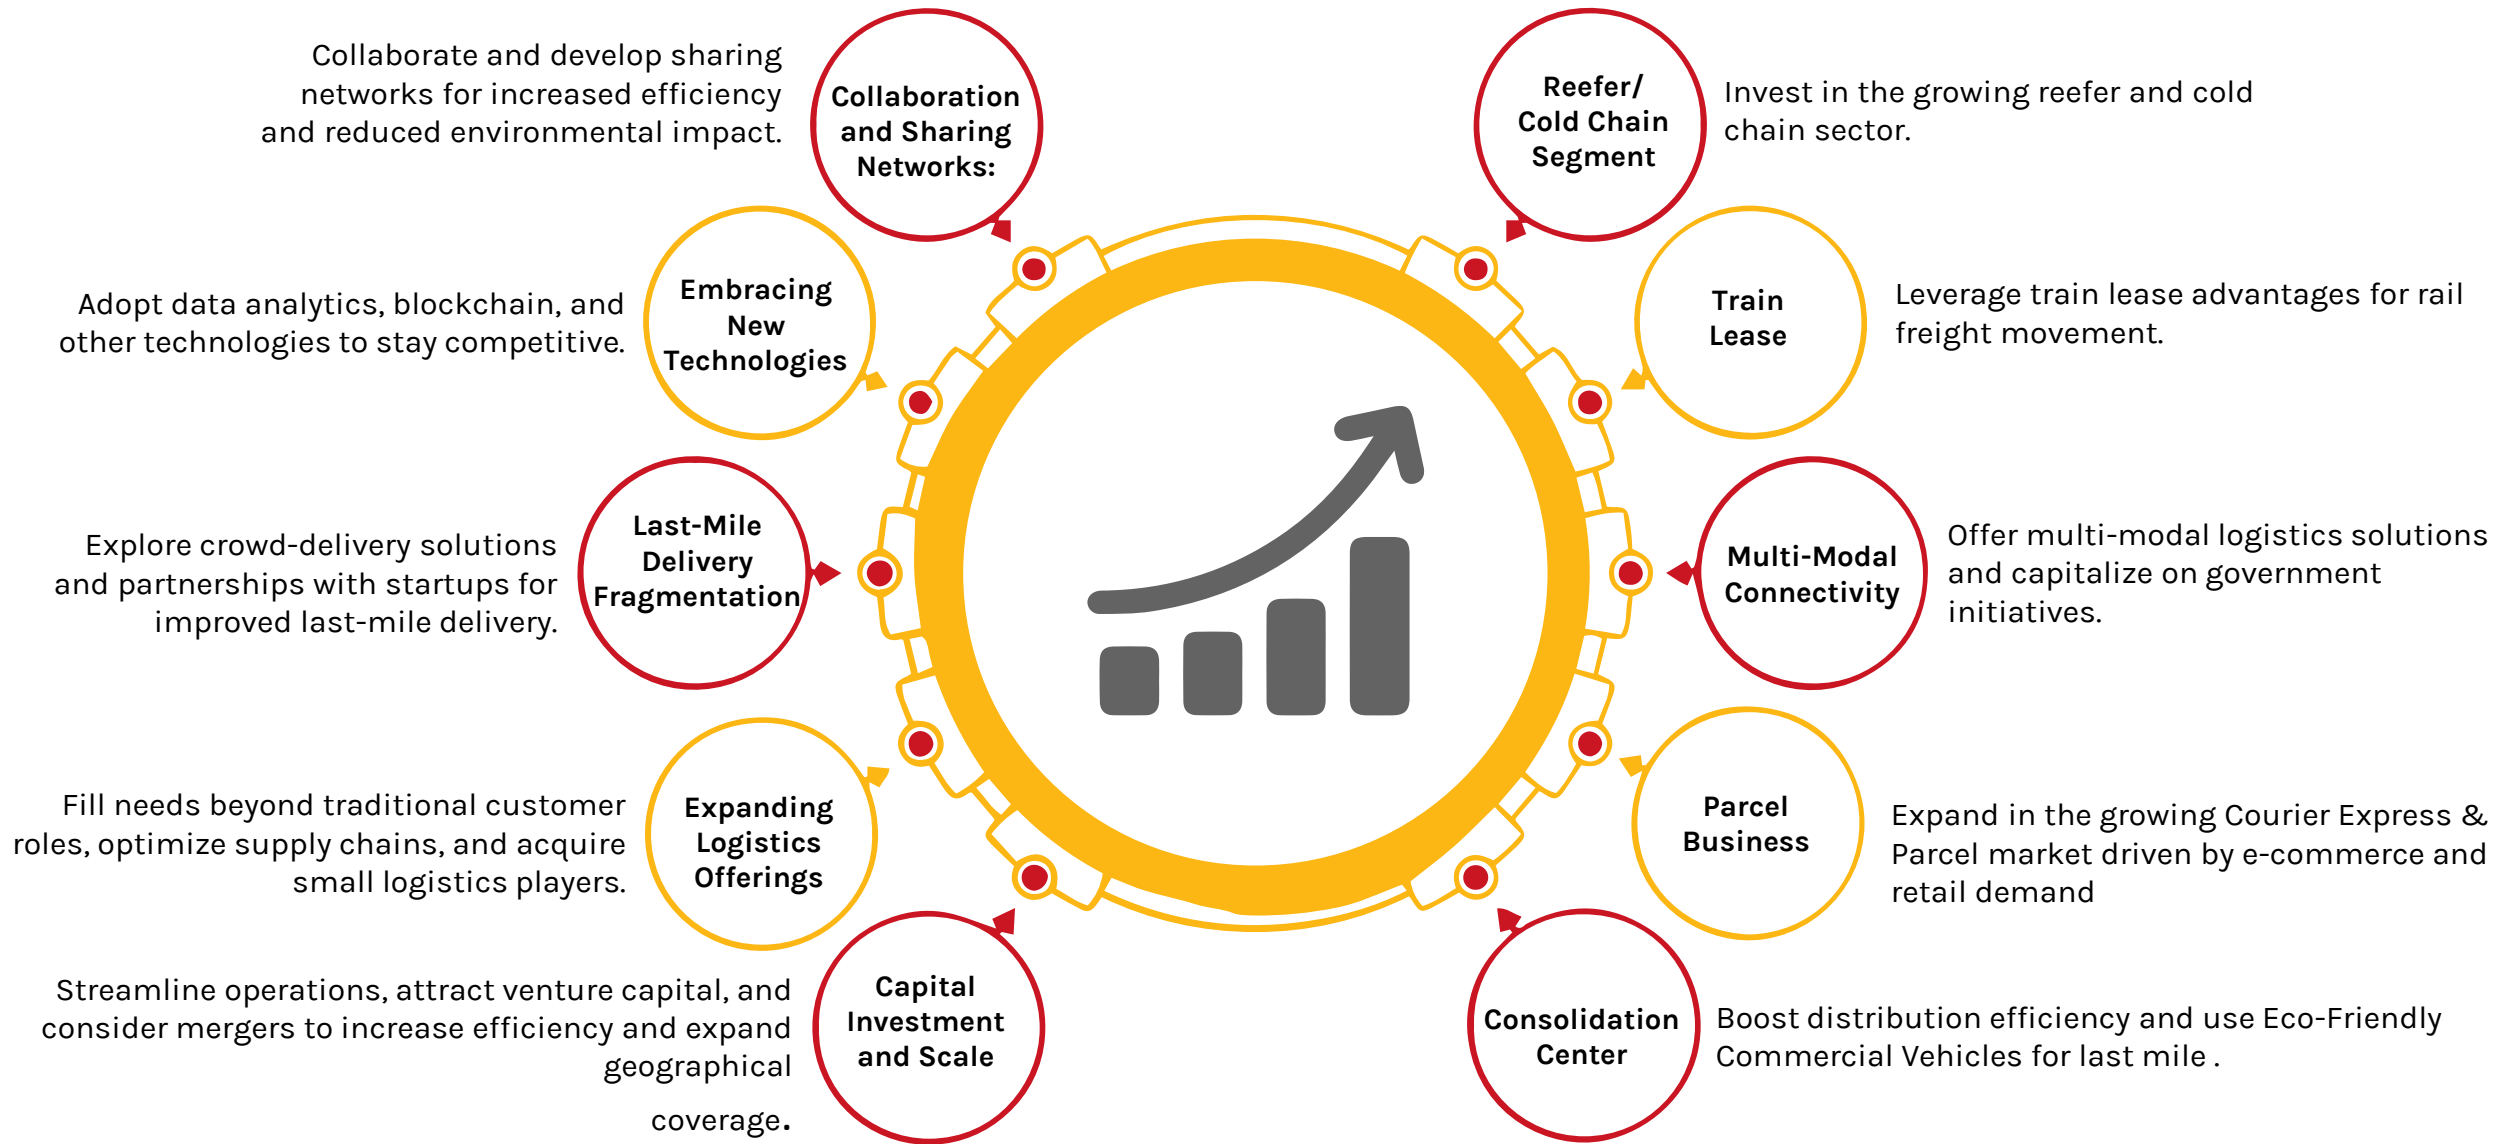 Collaborate and develop sharing
networks for increased efficiency
and reduced environmental impact.
Collaboration
and Sharing
Networks:
Embracing
New
Technologies
Adopt data analytics, blockchain, and
other technologies to stay competitive.
Last-Mile
Delivery
Fragmentation
Explore crowd-delivery solutions
and partnerships with startups for
improved last-mile delivery.
Expanding
Logistics
Offerings
Fill needs beyond traditional customer
roles, optimize supply chains, and acquire
small logistics players.
Capital
Investment
and Scale
Streamline operations, attract venture capital, and
consider mergers to increase efficiency and expand
geographical
coverage.
Reefer/
Cold Chain
Segment
Invest in the growing reefer and cold
chain sector.
Train
Lease
Leverage train lease advantages for rail
freight movement.
Multi-Modal
Connectivity
Offer multi-modal logistics solutions
and capitalize on government
initiatives.
Parcel
Business
Expand in the growing Courier Express &
Parcel market driven by e-commerce and
retail demand
Consolidation
Center
Boost distribution efficiency and use Eco-Friendly
Commercial Vehicles for last mile .